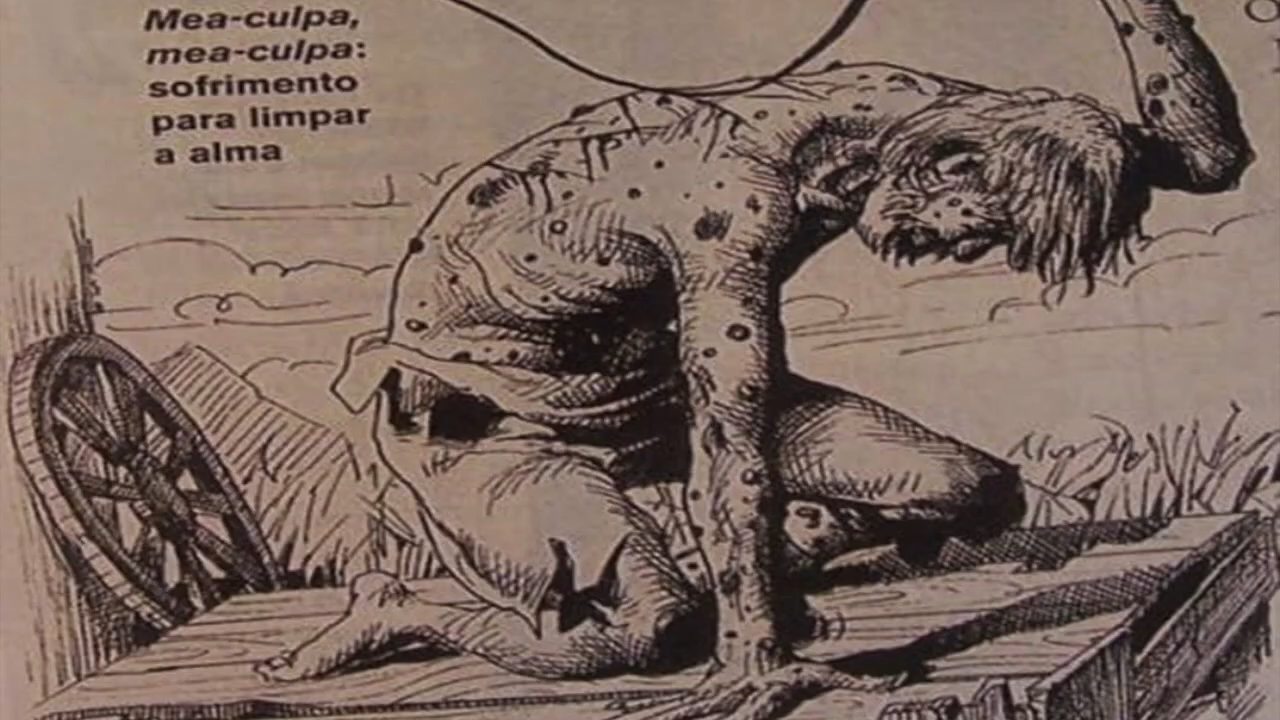 Mea-culpa,
mea-culpa:
sofrimento
para limpar
a alma